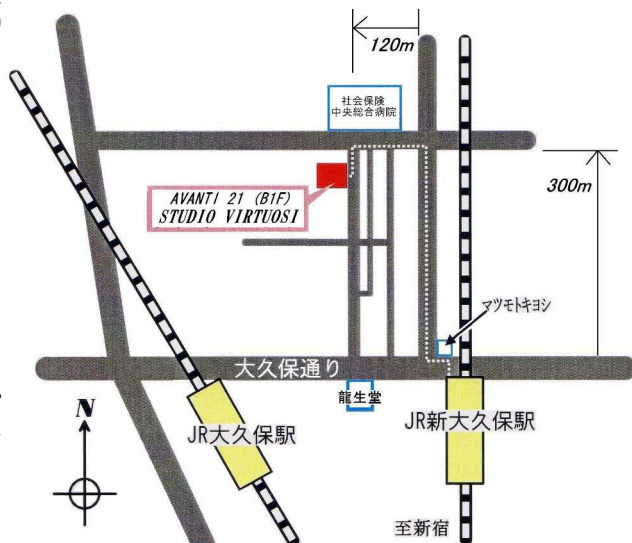 120m
社会保険
中央総合病院
AVANTI 21 (B1F)
STUDIO VIRTUOSI
300m
マツモトキヨシ
大久保通り
龍生堂
N
JR大久保駅
JR新大久保駅
至新宿